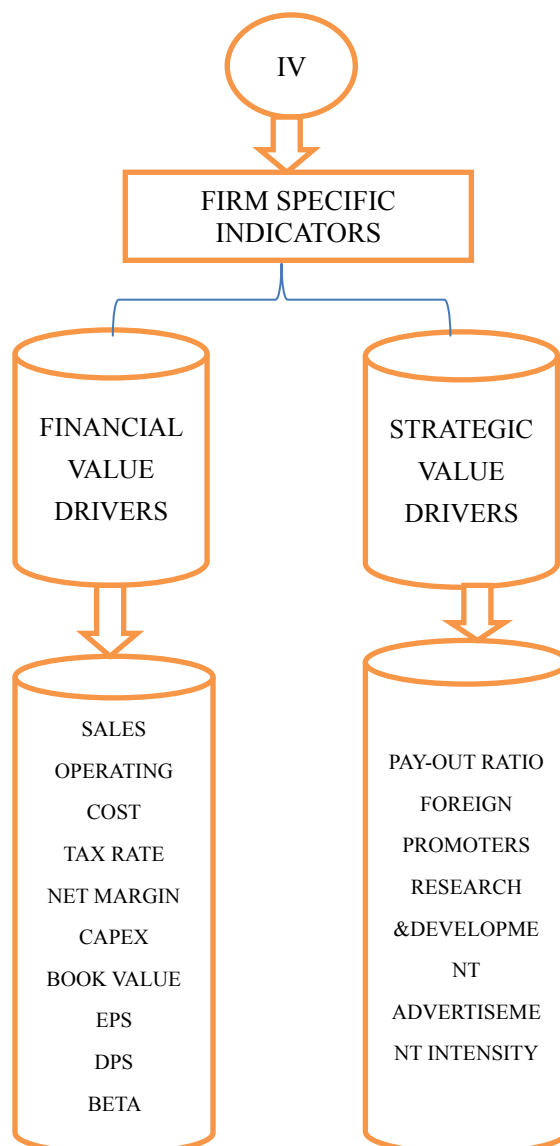 IV
FIRM SPECIFIC
INDICATORS
FINANCIAL
VALUE
DRIVERS
STRATEGIC
VALUE
DRIVERS
SALES
OPERATING
COST
TAX RATE
NET MARGIN
CAPEX
BOOK VALUE
EPS
DPS
BETA
PAY-OUT RATIO
FOREIGN
PROMOTERS
RESEARCH
&DEVELOPME
NT
ADVERTISEME
NT INTENSITY